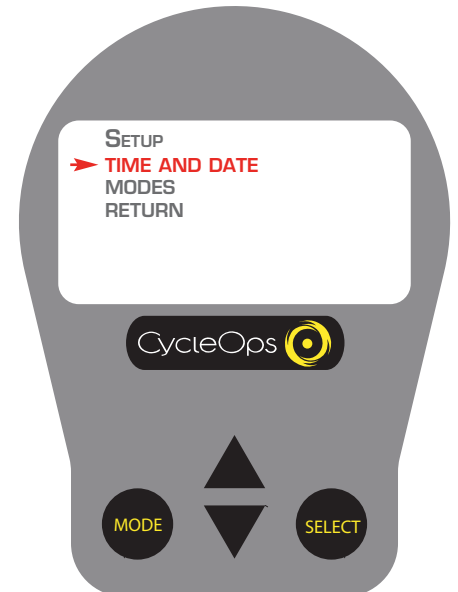 SETUP
TIME AND DATE
MODES
RETURN
CycleOps
MODE
SELECT